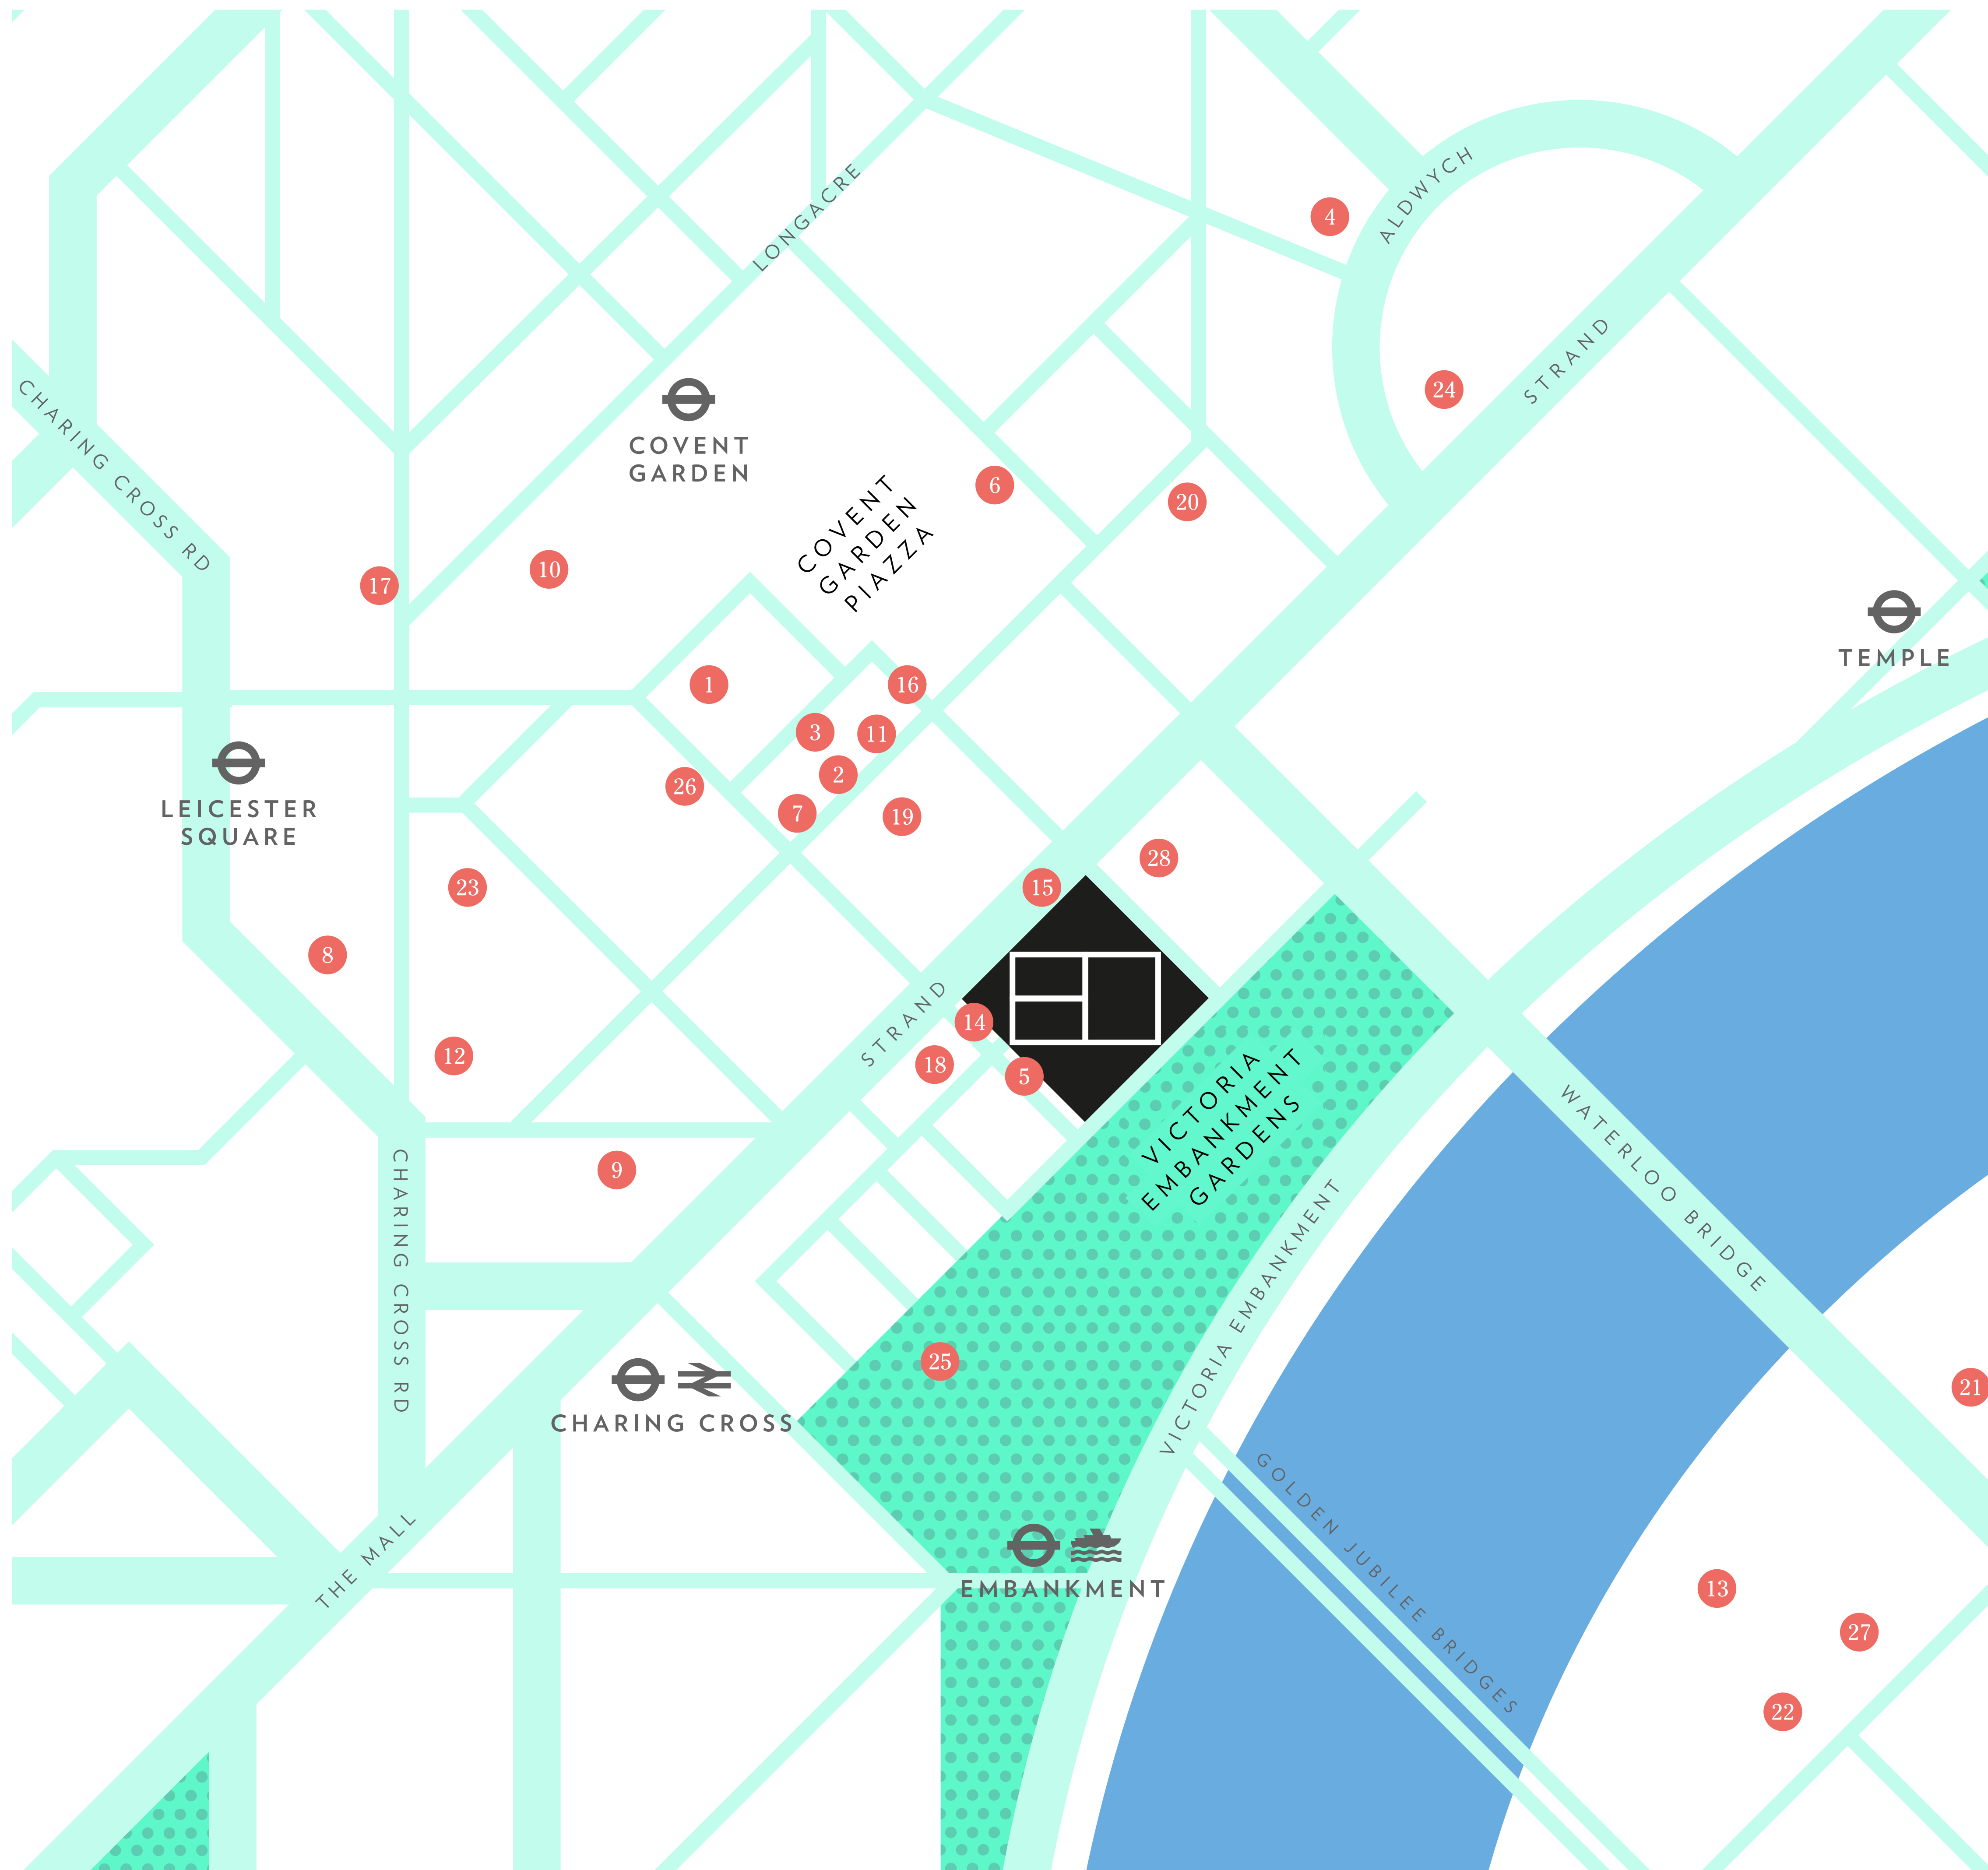 ALDWYCH
4
LONGACRE
STRAND
24
CHARING CROSS RD
COVENT
GARDEN
COVENT
GARDEN
PIAZZA
6
20
10
17
TEMPLE
1
16
3
11
2
26
7
19
LEICESTER
SQUARE
28
15
23
8
STRAND
14
12
18
5
VICTORIA
EMBANKMENT
GARDENS
WATERLOO BRIDGE
9
CHARING CROSS RD
VICTORIA EMBANKMENT
25
21
CHARING CROSS
GOLDEN JUBILEE BRIDGES
THE MALL
EMBANKMENT
13
27
22